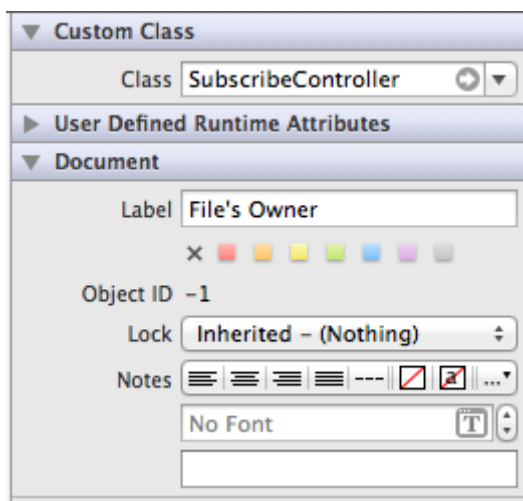 Custom Class
Class SubscribeController
User Defined Runtime Attributes
Document
Label File's Owner
Object ID -1
Lock Inherited - (Nothing)
Notes ---- a ...
No Font T